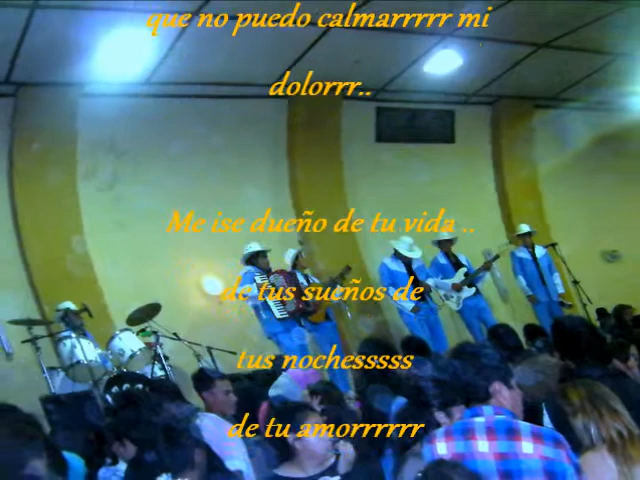 que no puedo calmarrrrr mi
dolorrr..
Me ise dueño de tu vida ..
de tus sueños de
tus nochesssss
de tu amorrrrrr